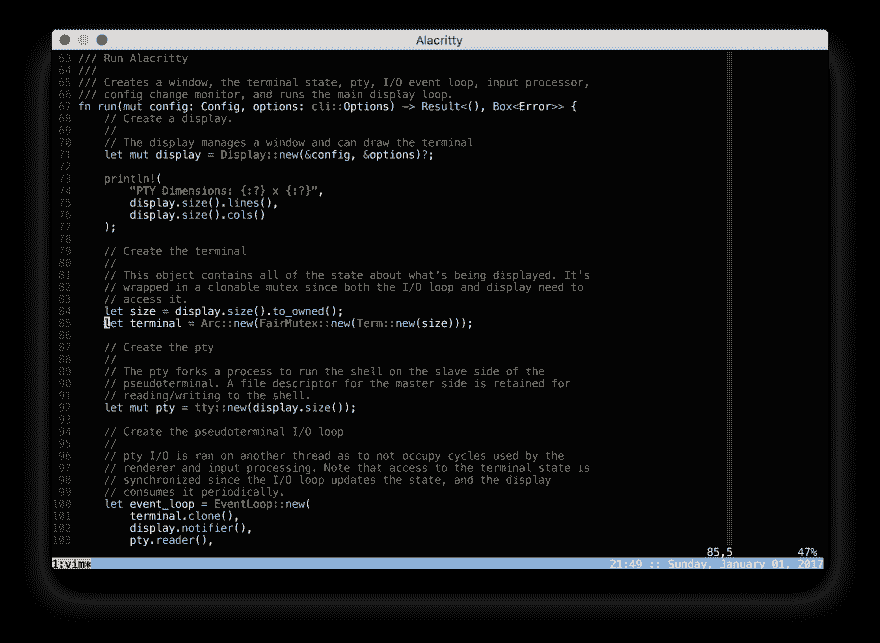 Alacritty
63 /// Run Alacritty
64 ///
65 /// Creates a window, the terminal state, pty, I/O event loop, input processor,
66 /// config change monitor, and runs the main display loop.
67 fn run(mut config: Config, options: cli::Options) -> Result<(), Box<Error>> {
68     // Create a display.
69     //
70     // The display manages a window and can draw the terminal
71     let mut display = Display::new(&config, &options)?;
72
73     println!(
74         "PTY Dimensions: {:?} x {:?}",
75         display.size().lines(),
76         display.size().cols()
77     );
78
79     // Create the terminal
80     //
81     // This object contains all of the state about what's being displayed. It's
82     // wrapped in a clonable mutex since both the I/O loop and display need to
83     // access it.
84     let size = display.size().to_owned();
85     let terminal = Arc::new(FairMutex::new(Term::new(size)));
86
87     // Create the pty
88     //
89     // The pty forks a process to run the shell on the slave side of the
90     // pseudoterminal. A file descriptor for the master side is retained for
91     // reading/writing to the shell.
92     let mut pty = tty::new(display.size());
93
94     // Create the pseudoterminal I/O loop
95     //
96     // pty I/O is ran on another thread as to not occupy cycles used by the
97     // renderer and input processing. Note that access to the terminal state is
98     // synchronized since the I/O loop updates the state, and the display
99     // consumes it periodically.
100     let event_loop = EventLoop::new(
101         terminal.clone(),
102         display.notifier(),
103         pty.reader(),
85,5 47%
1:vim* 21:49 :: Sunday, January 01, 2017